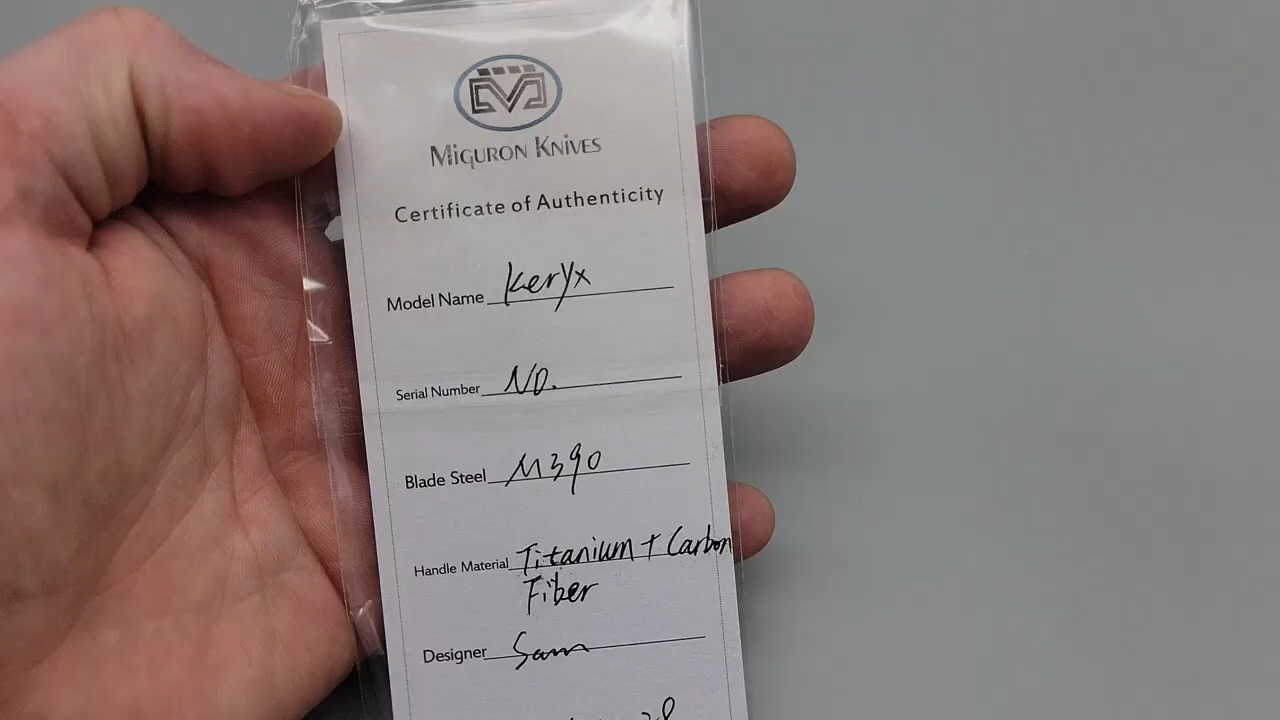 MIGURON KNIVES
Certificate of Authenticity
Model Name Keryx
Serial Number NO.
Blade Steel M390
Handle Material Titanium + Carbon
Fiber
Designer Sam